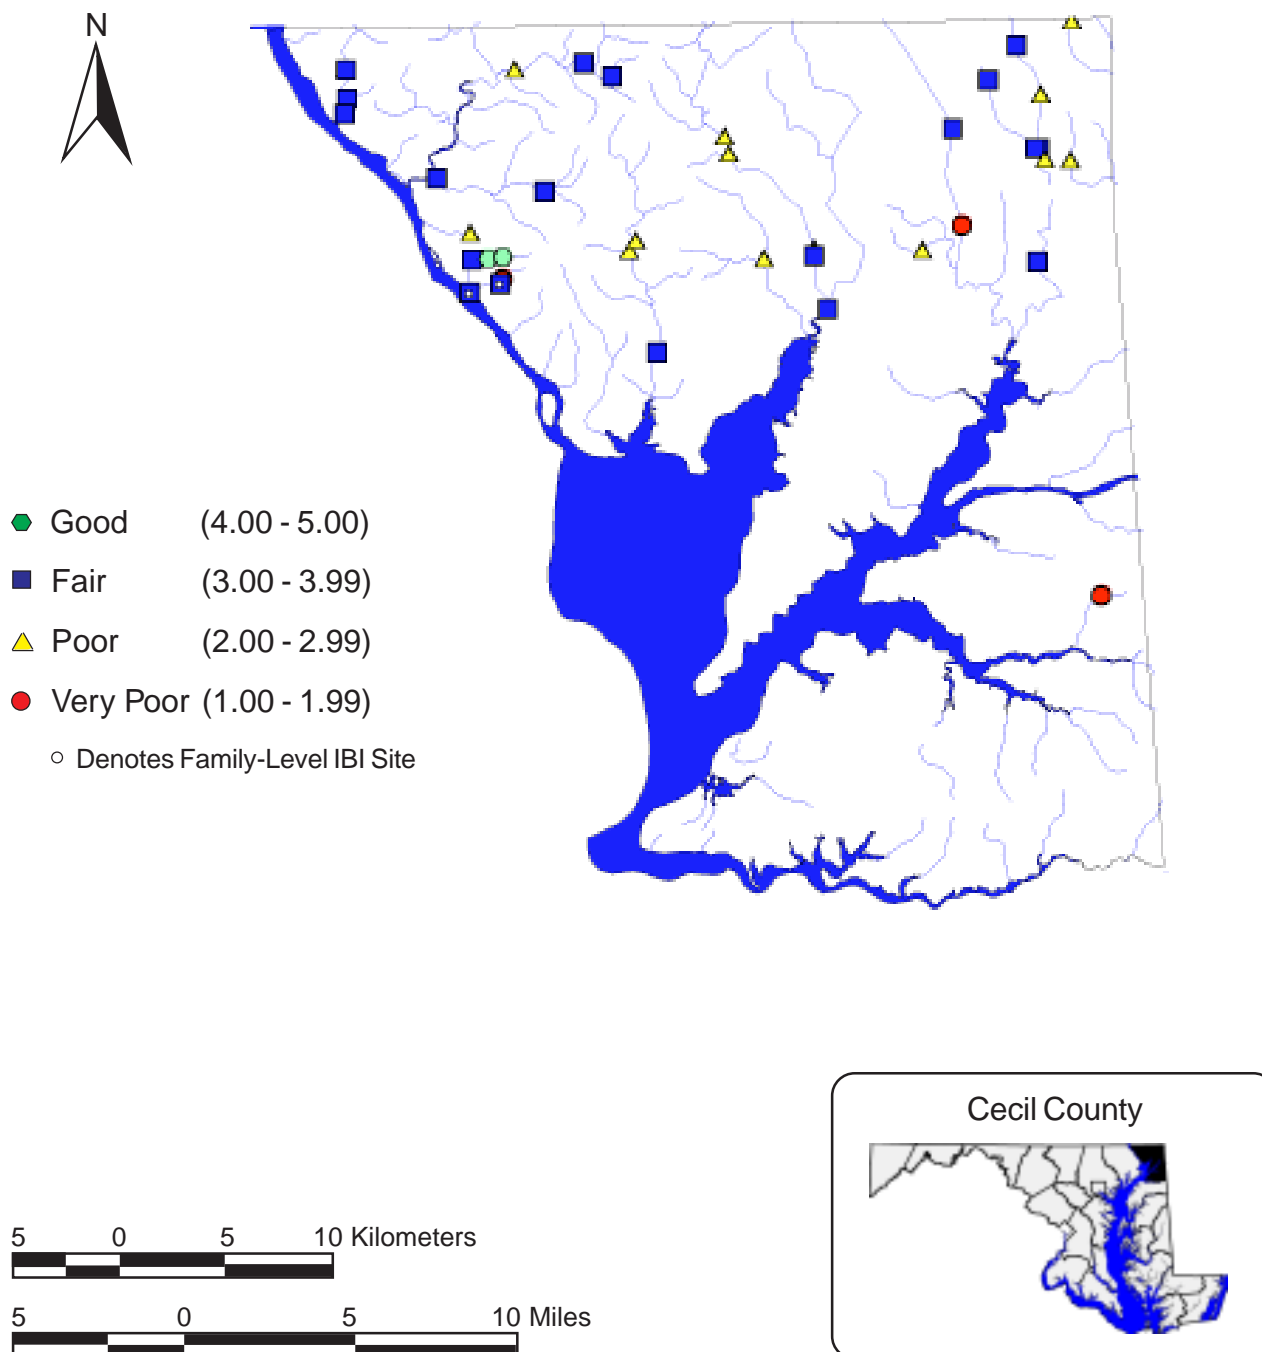 N
Good (4.00 - 5.00)
Fair (3.00 - 3.99)
Poor (2.00 - 2.99)
Very Poor (1.00 - 1.99)
Denotes Family-Level IBI Site
Cecil County
5 0 5 10 Kilometers
5 0 5 10 Miles